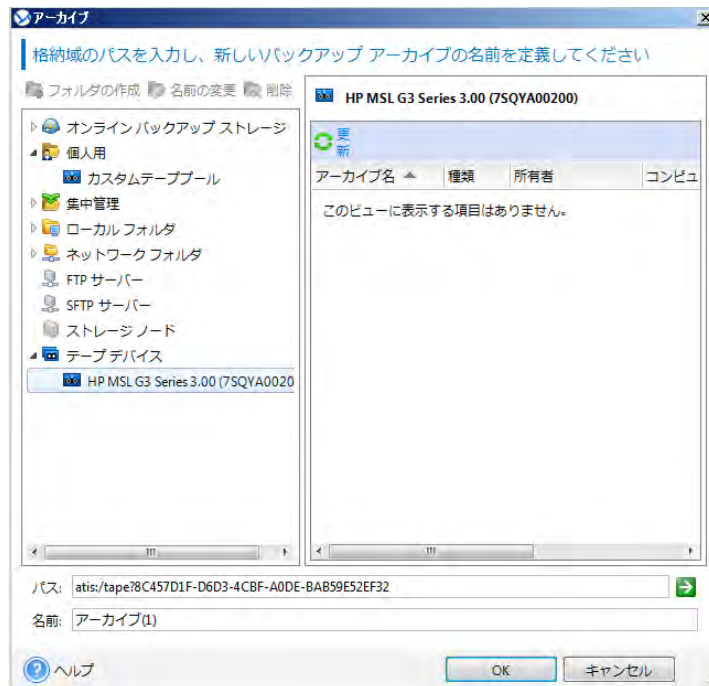 アーカイブ
格納域のパスを入力し、新しいバックアップ アーカイブの名前を定義してください
フォルダの作成 名前の変更 削除
オンライン バックアップ ストレージ
個人用
カスタムテーププール
集中管理
ローカル フォルダ
ネットワーク フォルダ
FTP サーバー
SFTP サーバー
ストレージ ノード
テープ デバイス
HP MSL G3 Series 3.00 (7SQYA0020
HP MSL G3 Series 3.00 (7SQYA00200)
更新
アーカイブ名 種類 所有者 コンピュ
このビューに表示する項目はありません。
パス: atis:/tape?8C457D1F-D6D3-4CBF-A0DE-BAB59E52EF32
名前: アーカイブ(1)
ヘルプ OK キャンセル